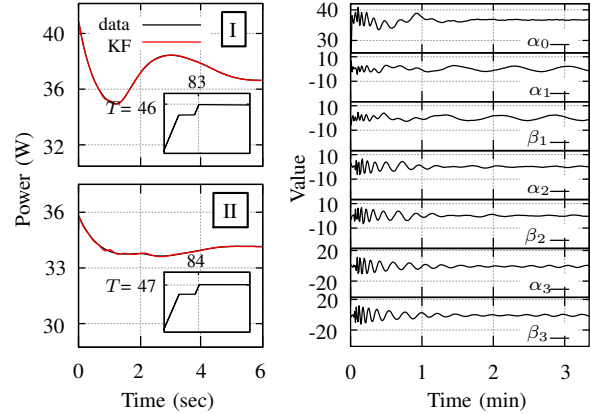 40
36
32
data
KF
I
83
T = 46
Power (W)
36
33
30
II
84
T = 47
0 2 4 6
Time (sec)
40
30
α0
10
-10
α1
10
-10
β1
10
-10
α2
10
-10
β2
20
-20
α3
20
-20
β3
Value
0 1 2 3
Time (min)